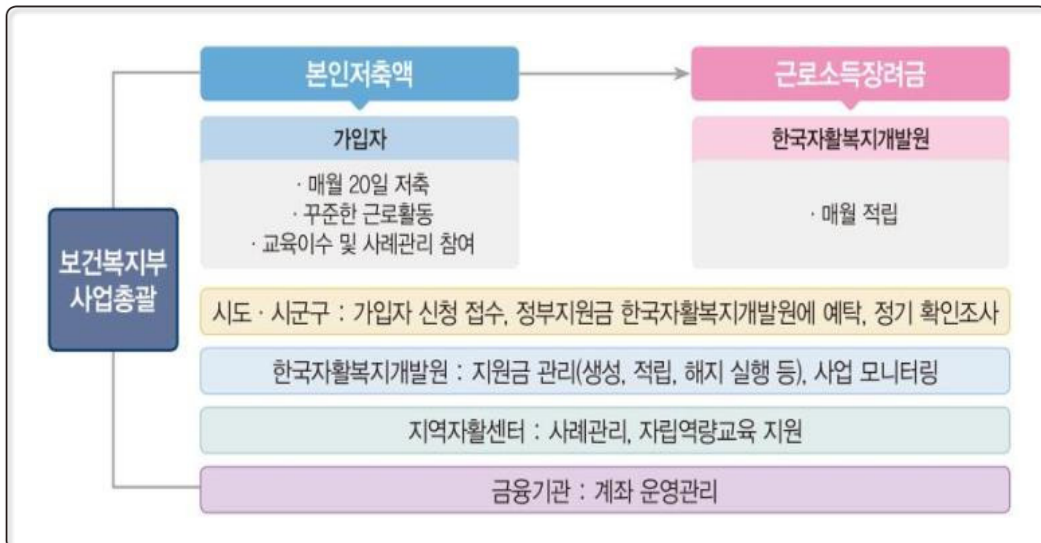 본인저축액
근로소득장려금
가입자
· 매월 20일 저축
· 꾸준한 근로활동
· 교육이수 및 사례관리 참여
한국자활복지개발원
· 매월 적립
보건복지부
사업총괄
시도 · 시군구 : 가입자 신청 접수, 정부지원금 한국자활복지개발원에 예탁, 정기 확인조사
한국자활복지개발원 : 지원금 관리(생성, 적립, 해지 실행 등), 사업 모니터링
지역자활센터 : 사례관리, 자립역량교육 지원
금융기관 : 계좌 운영관리